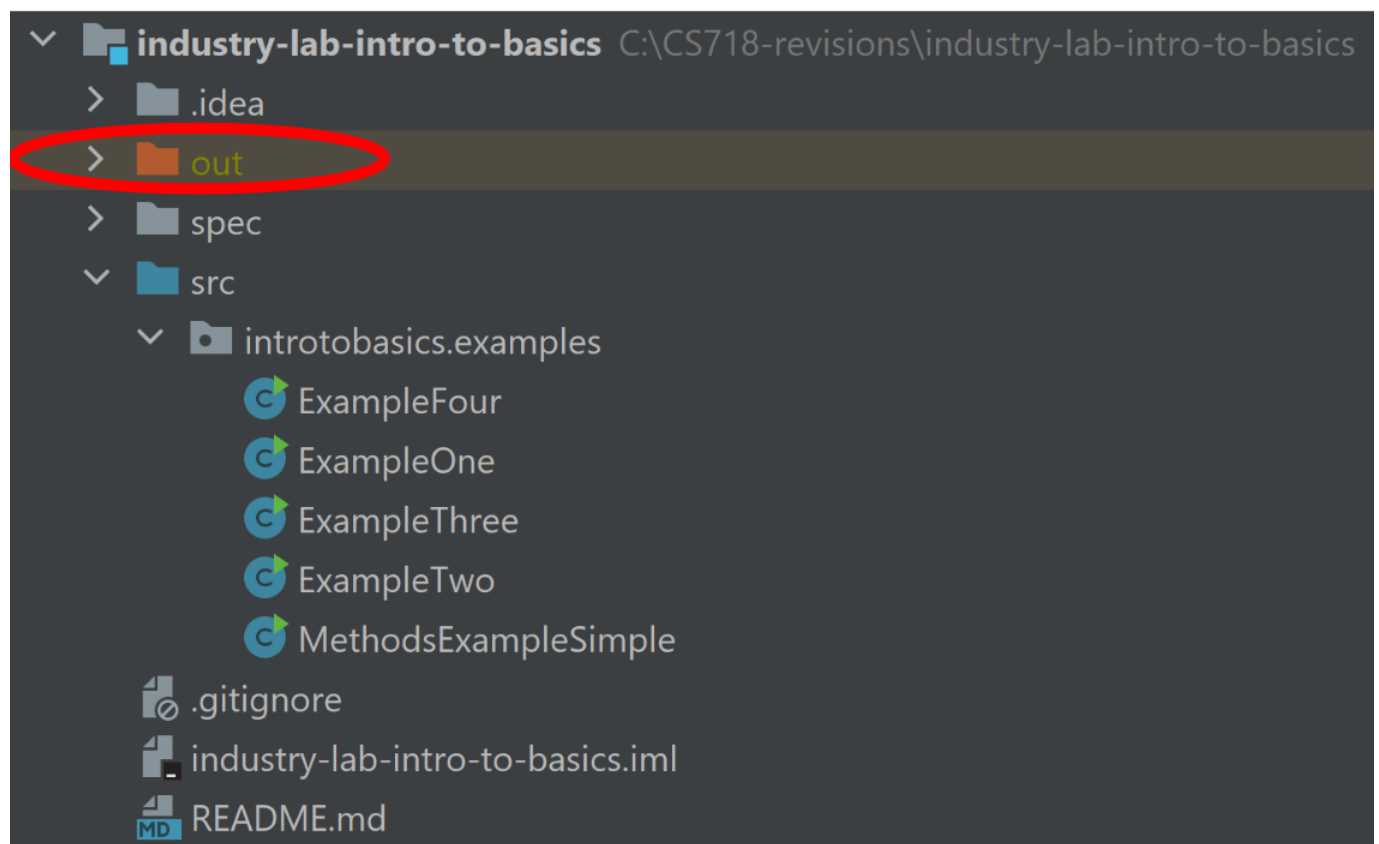 industry-lab-intro-to-basics C:\CS718-revisions\industry-lab-intro-to-basics
.idea
out
spec
src
introtobasics.examples
C ExampleFour
C ExampleOne
C ExampleThree
C ExampleTwo
C MethodsExampleSimple
.gitignore
industry-lab-intro-to-basics.iml
MD README.md